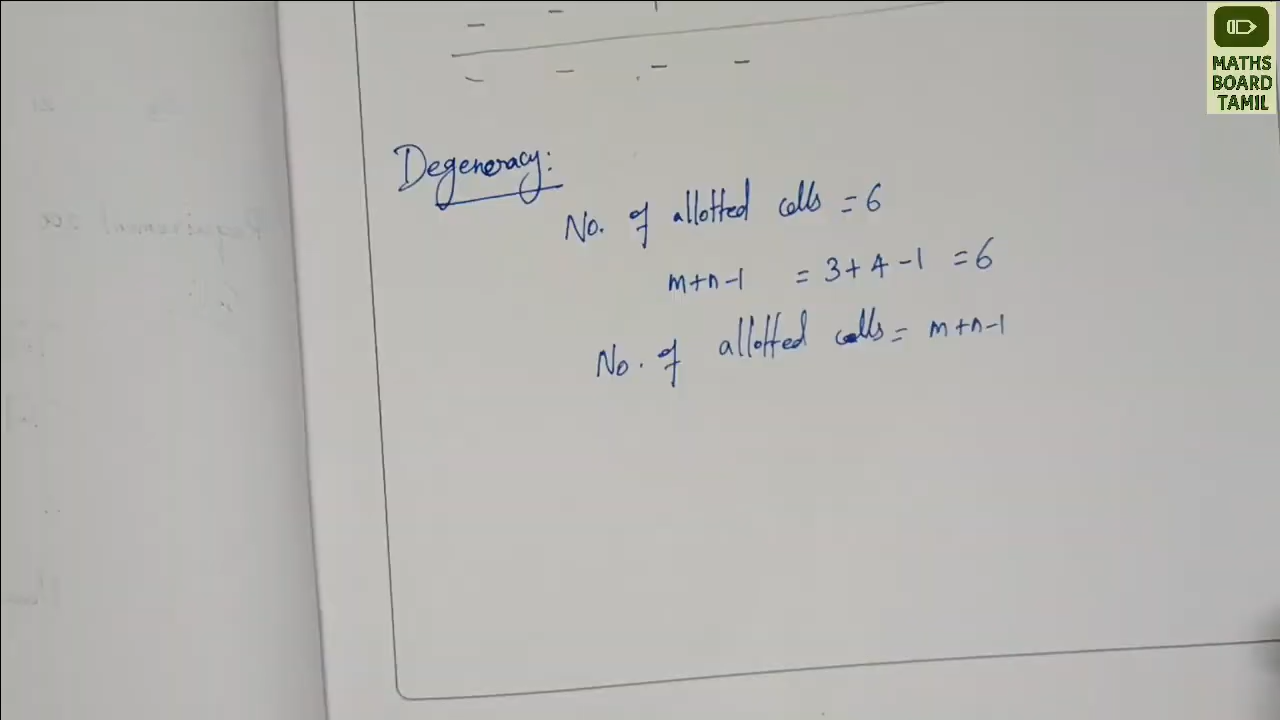 MATHS
BOARD
TAMIL
Degeneracy:
No. of allotted cells = 6
m+n-1 = 3+4-1 = 6
No. of allotted cells = m+n-1
Requirement